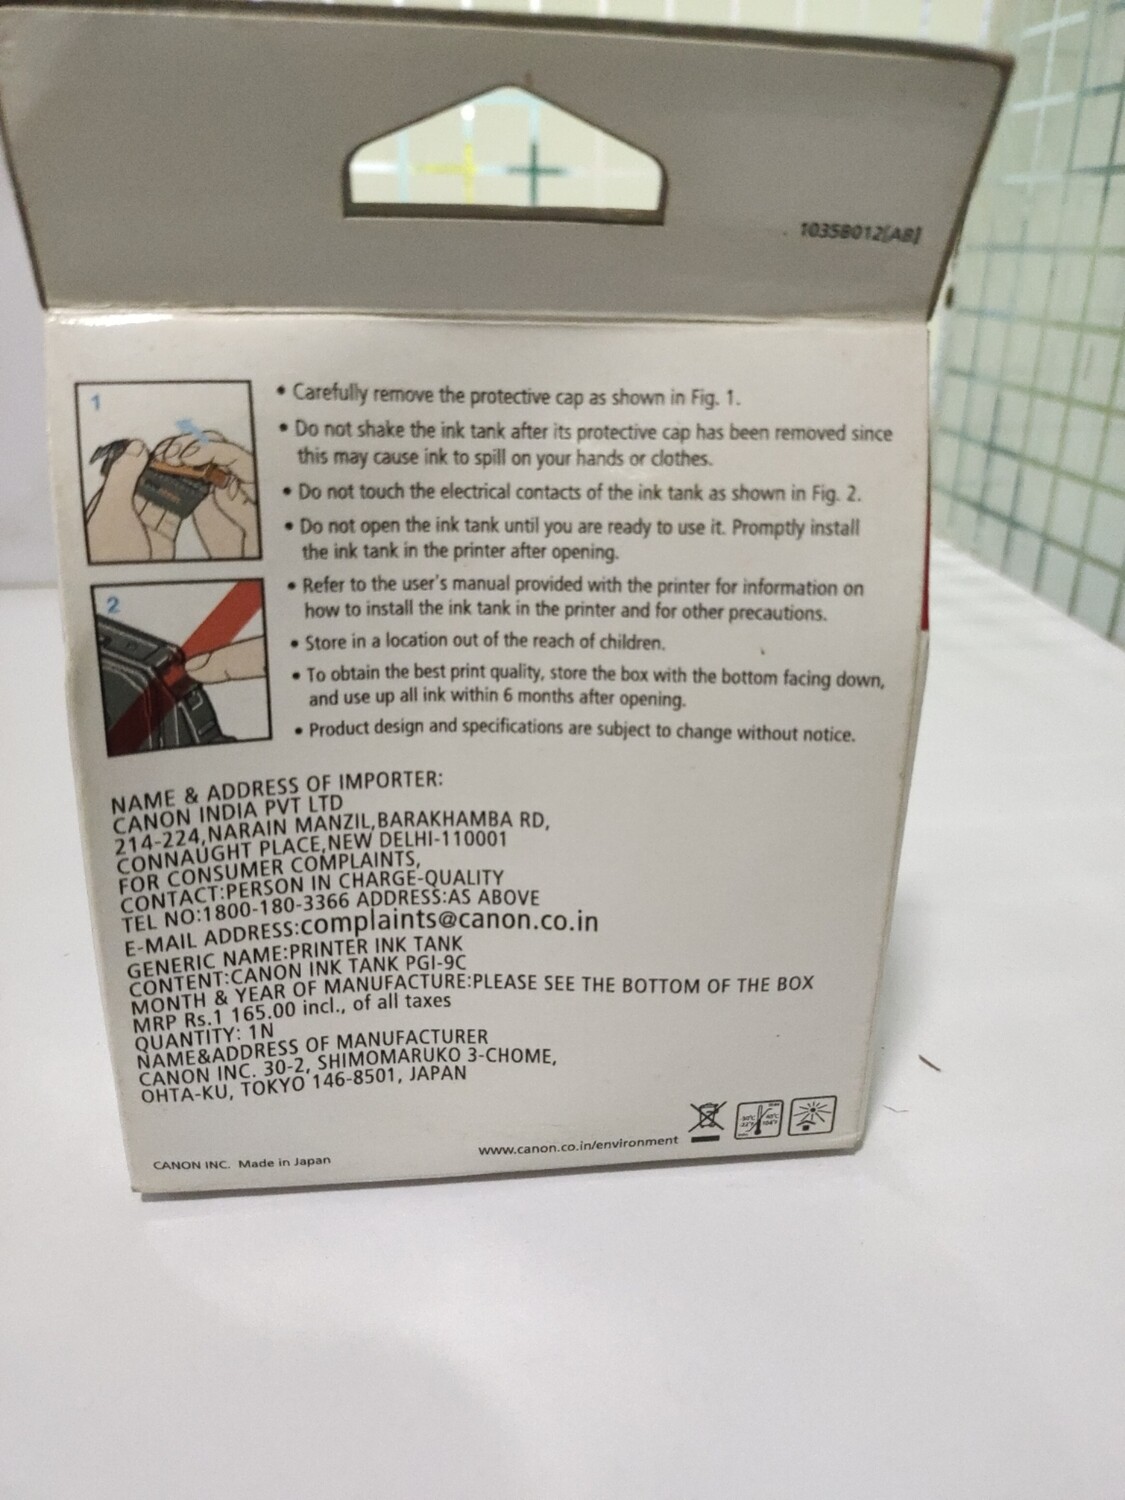 1035B012[AB]
1
• Carefully remove the protective cap as shown in Fig. 1.
• Do not shake the ink tank after its protective cap has been removed since
this may cause ink to spill on your hands or clothes.
• Do not touch the electrical contacts of the ink tank as shown in Fig. 2.
• Do not open the ink tank until you are ready to use it. Promptly install
the ink tank in the printer after opening.
2
• Refer to the user's manual provided with the printer for information on
how to install the ink tank in the printer and for other precautions.
• Store in a location out of the reach of children.
• To obtain the best print quality, store the box with the bottom facing down,
and use up all ink within 6 months after opening.
• Product design and specifications are subject to change without notice.
NAME & ADDRESS OF IMPORTER:
CANON INDIA PVT LTD
214-224,NARAIN MANZIL,BARAKHAMBA RD,
CONNAUGHT PLACE,NEW DELHI-110001
FOR CONSUMER COMPLAINTS,
CONTACT:PERSON IN CHARGE-QUALITY
TEL NO:1800-180-3366 ADDRESS:AS ABOVE
E-MAIL ADDRESS:complaints@canon.co.in
GENERIC NAME:PRINTER INK TANK
CONTENT:CANON INK TANK PGI-9C
MONTH & YEAR OF MANUFACTURE:PLEASE SEE THE BOTTOM OF THE BOX
MRP Rs.1 165.00 incl., of all taxes
QUANTITY: 1N
NAME&ADDRESS OF MANUFACTURER
CANON INC. 30-2, SHIMOMARUKO 3-CHOME,
OHTA-KU, TOKYO 146-8501, JAPAN
www.canon.co.in/environment
CANON INC. Made in Japan